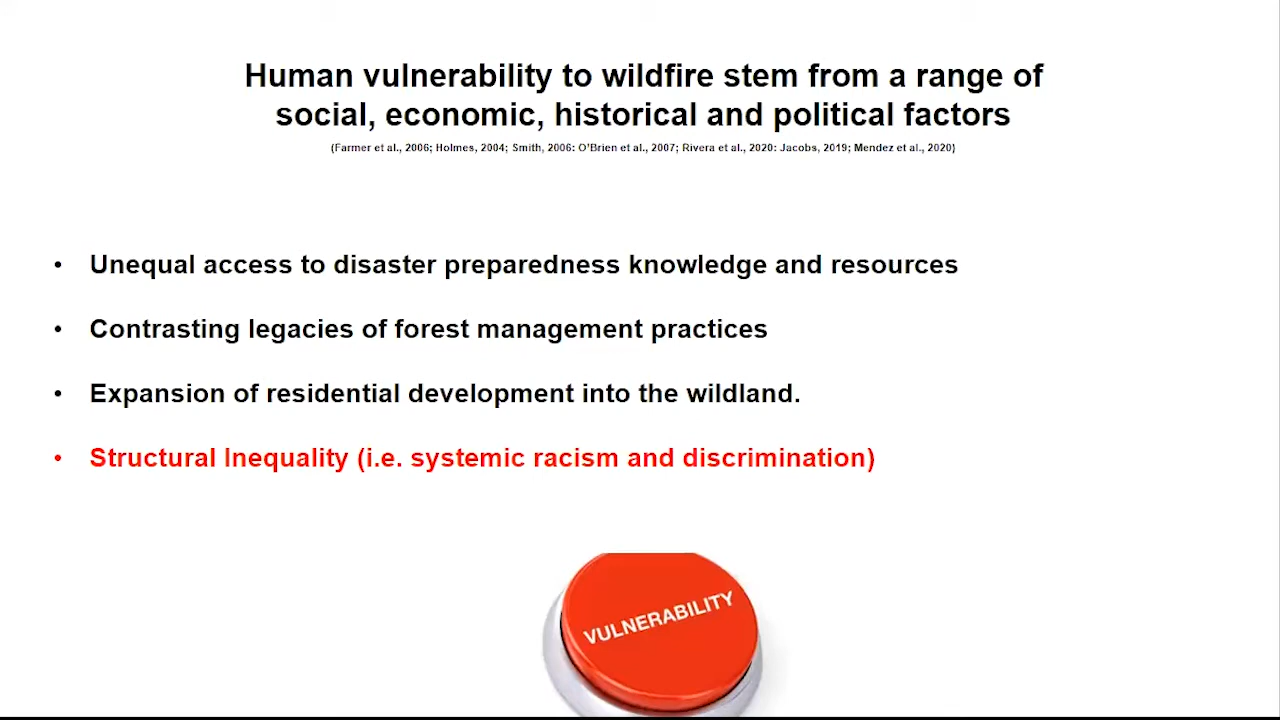 Human vulnerability to wildfire stem from a range of
social, economic, historical and political factors
(Farmer et al., 2006; Holmes, 2004; Smith, 2006: O'Brien et al., 2007; Rivera et al., 2020: Jacobs, 2019; Mendez et al., 2020)
• Unequal access to disaster preparedness knowledge and resources
• Contrasting legacies of forest management practices
• Expansion of residential development into the wildland.
• Structural Inequality (i.e. systemic racism and discrimination)
VULNERABILITY